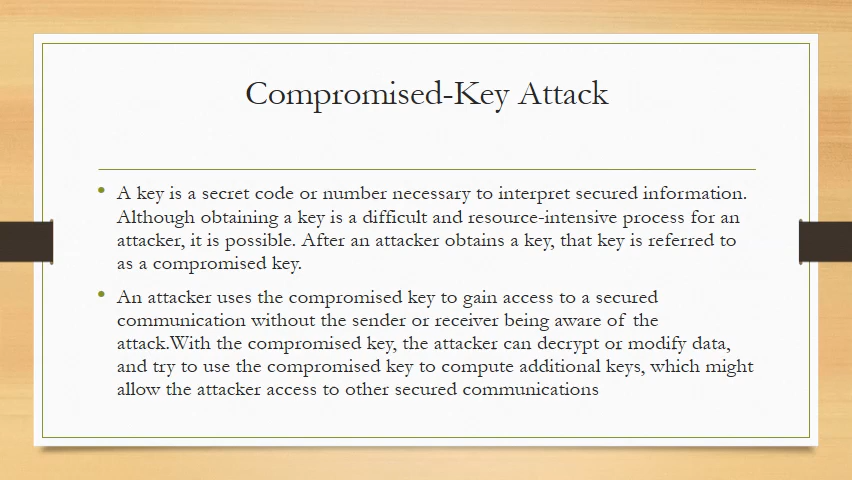 Compromised-Key Attack
• A key is a secret code or number necessary to interpret secured information.
Although obtaining a key is a difficult and resource-intensive process for an
attacker, it is possible. After an attacker obtains a key, that key is referred to
as a compromised key.
• An attacker uses the compromised key to gain access to a secured
communication without the sender or receiver being aware of the
attack.With the compromised key, the attacker can decrypt or modify data,
and try to use the compromised key to compute additional keys, which might
allow the attacker access to other secured communications